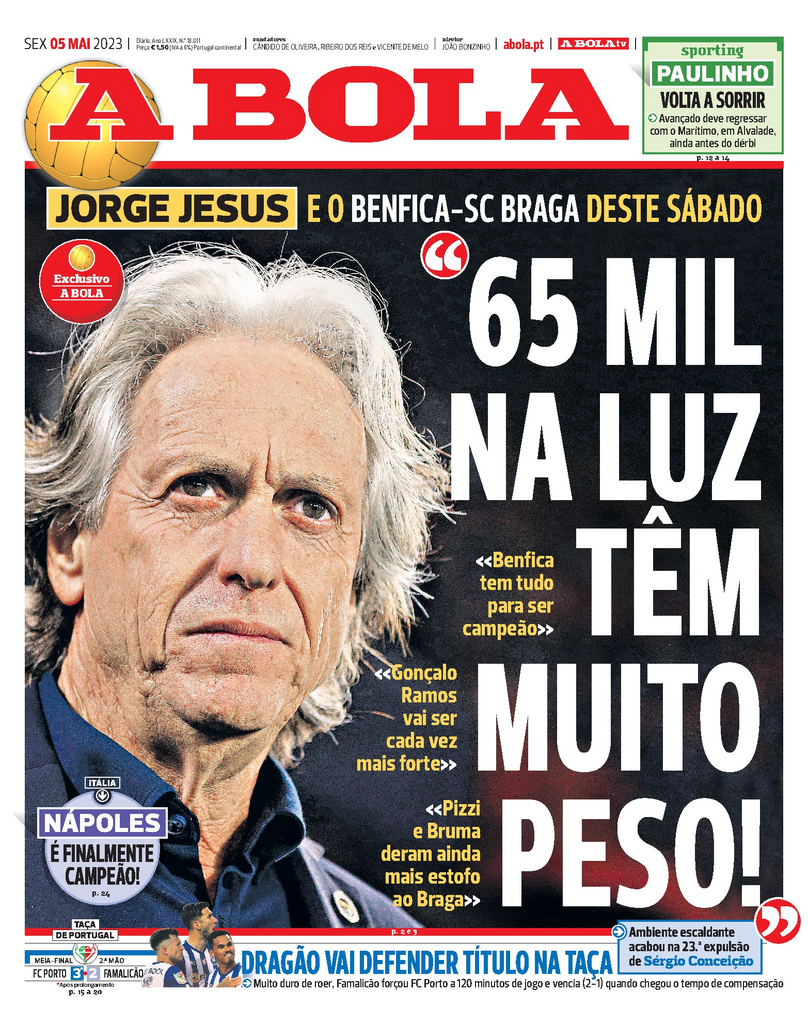 SEX 05 MAI 2023
Diário, Ano LXXIX, N.º 18.011
Preço € 1,50 (IVA a 6%) Portugal continental
FUNDADORES
CÂNDIDO DE OLIVEIRA, RIBEIRO DOS REIS e VICENTE DE MELO
DIRETOR
JOÃO BONZINHO
abola.pt
A BOLA tv
A BOLA
sporting
PAULINHO
VOLTA A SORRIR
Avançado deve regressar
com o Marítimo, em Alvalade,
ainda antes do dérbi
p. 12 a 14
JORGE JESUS E O BENFICA-SC BRAGA DESTE SÁBADO
Exclusivo
A BOLA
“65 MIL
NA LUZ
TÊM
MUITO
PESO!”
«Benfica
tem tudo
para ser
campeão»
«Gonçalo
Ramos
vai ser
cada vez
mais forte»
«Pizzi
e Bruma
deram ainda
mais estofo
ao Braga»
p. 2 e 3
ITÁLIA
NÁPOLES
É FINALMENTE
CAMPEÃO!
p. 24
TAÇA
DE PORTUGAL
MEIA-FINAL 2.ª MÃO
FC PORTO 3*2 FAMALICÃO
*Após prolongamento
p. 15 a 20
DRAGÃO VAI DEFENDER TÍTULO NA TAÇA
Muito duro de roer, Famalicão forçou FC Porto a 120 minutos de jogo e vencia (2-1) quando chegou o tempo de compensação
Ambiente escaldante
acabou na 23.ª expulsão
de Sérgio Conceição